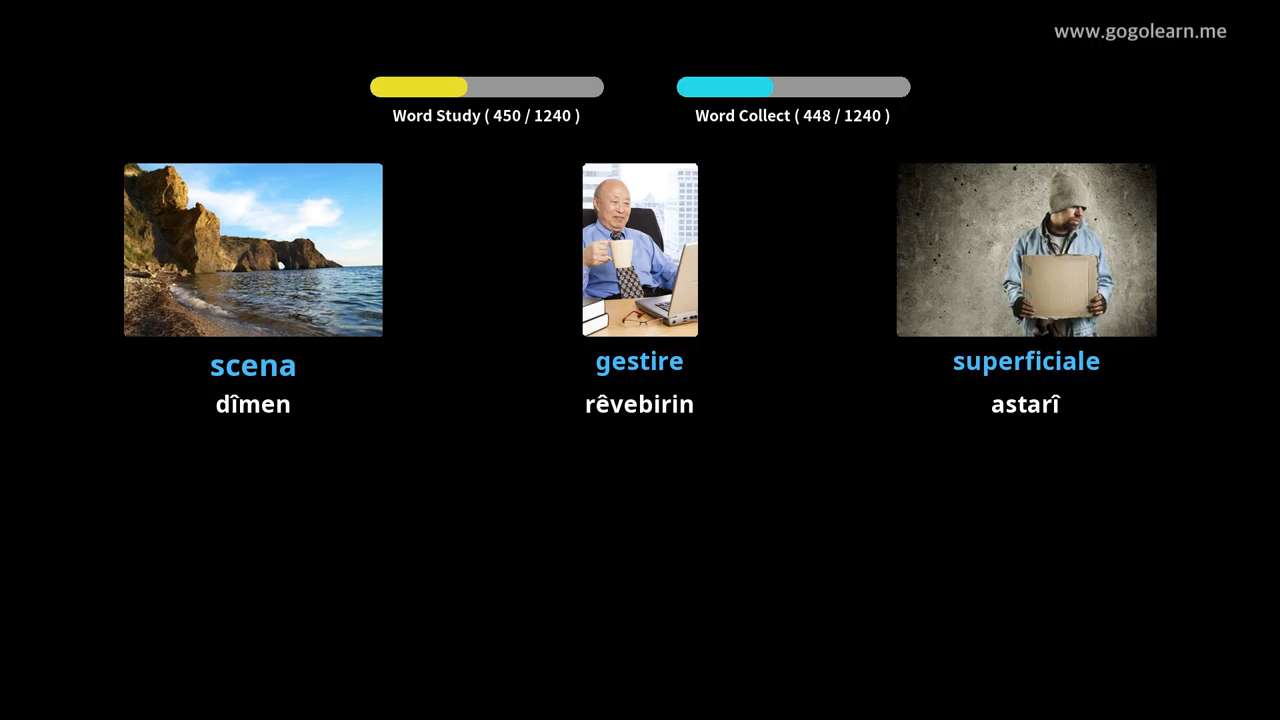 www.gogolearn.me
Word Study ( 450 / 1240 )
Word Collect ( 448 / 1240 )
scena
gestire
superficiale
dîmen
rêvebirin
astarî